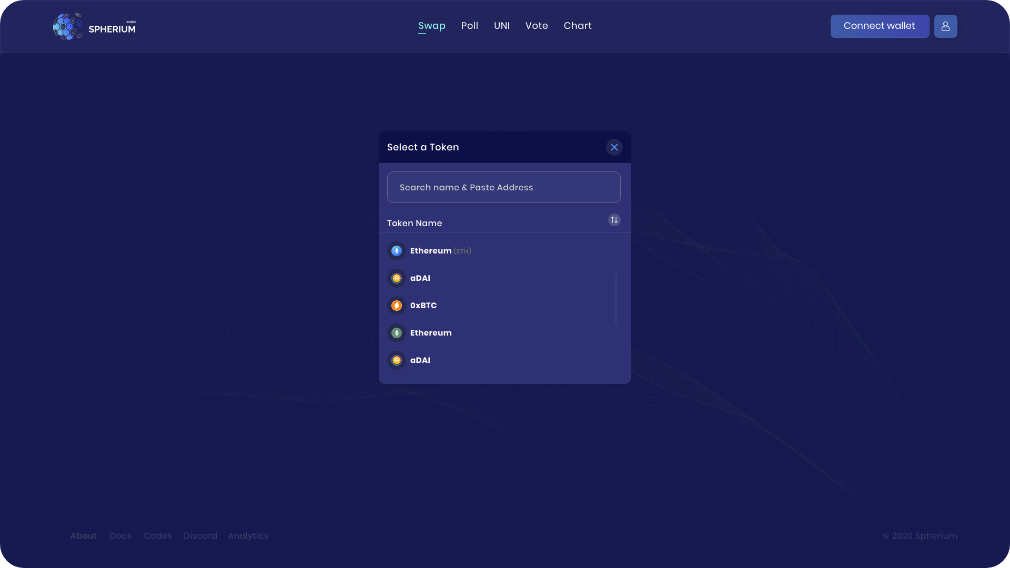 wallet
SPHERIUM
Swap Poll UNI Vote Chart
Connect wallet
Select a Token
Search name & Paste Address
Token Name
Ethereum (ETH)
aDAI
0xBTC
Ethereum
aDAI
About Docs Codes Discord Analytics
© 2020 Spherium